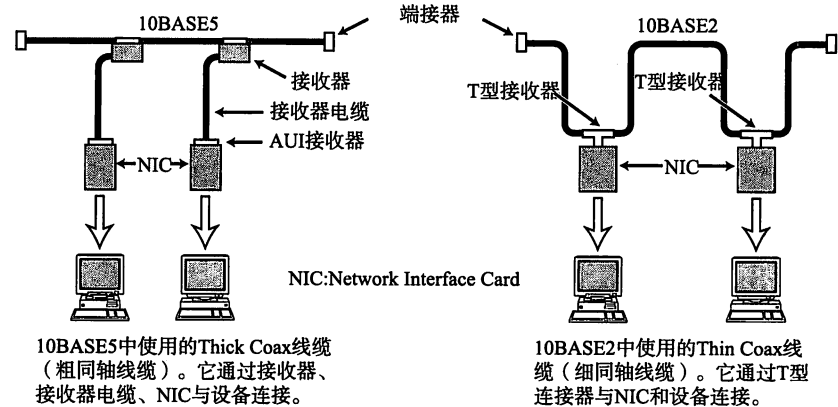 10BASE5
端接器
10BASE2
接收器
接收器电缆
AUI接收器
NIC
T型接收器
T型接收器
NIC
NIC:Network Interface Card
10BASE5中使用的Thick Coax线缆
（粗同轴线缆）。它通过接收器、
接收器电缆、NIC与设备连接。
10BASE2中使用的Thin Coax线
缆（细同轴线缆）。它通过T型
连接器与NIC和设备连接。